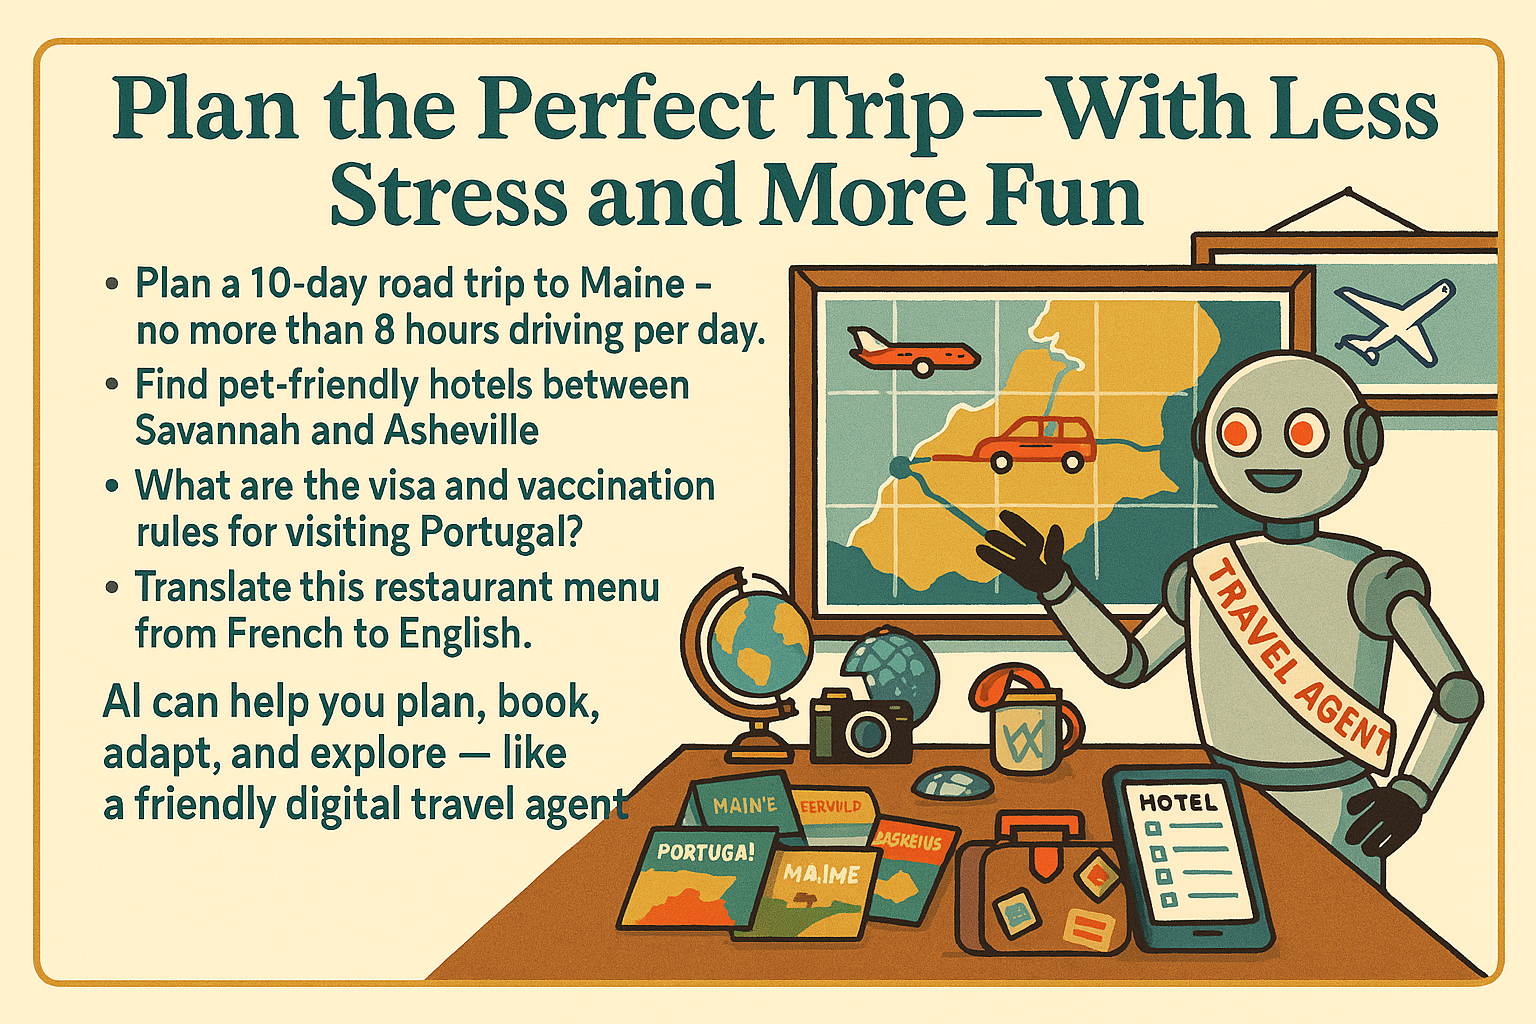 Plan the Perfect Trip—With Less
Stress and More Fun
• Plan a 10-day road trip to Maine –
no more than 8 hours driving per day.
• Find pet-friendly hotels between
Savannah and Asheville
• What are the visa and vaccination
rules for visiting Portugal?
• Translate this restaurant menu
from French to English.
AI can help you plan, book,
adapt, and explore — like
a friendly digital travel agent
TRAVEL AGENT
MAIN'E
EERVULD
PORTUGA!
MA.IME
HOTEL